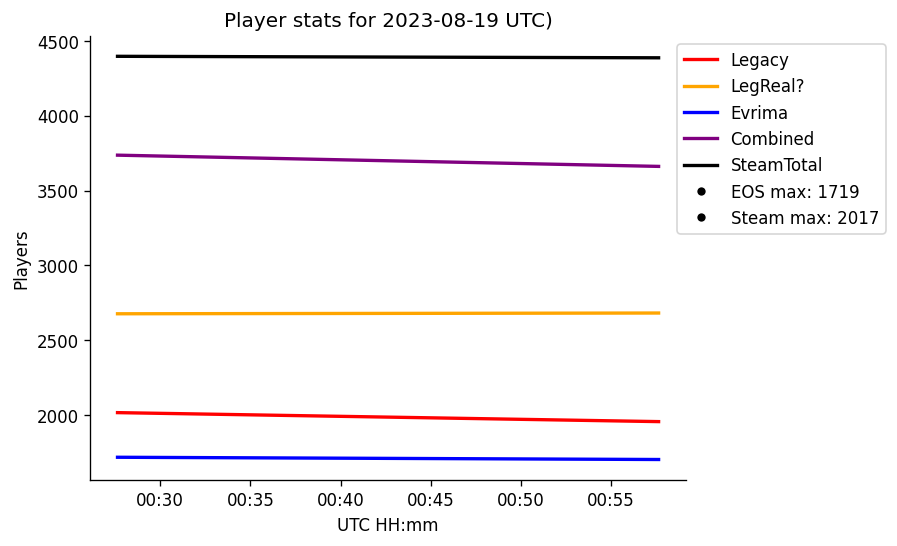 Player stats for 2023-08-19 UTC)
4500
4000
3500
3000
2500
2000
Players
00:30 00:35 00:40 00:45 00:50 00:55
UTC HH:mm
Legacy
LegReal?
Evrima
Combined
SteamTotal
EOS max: 1719
Steam max: 2017